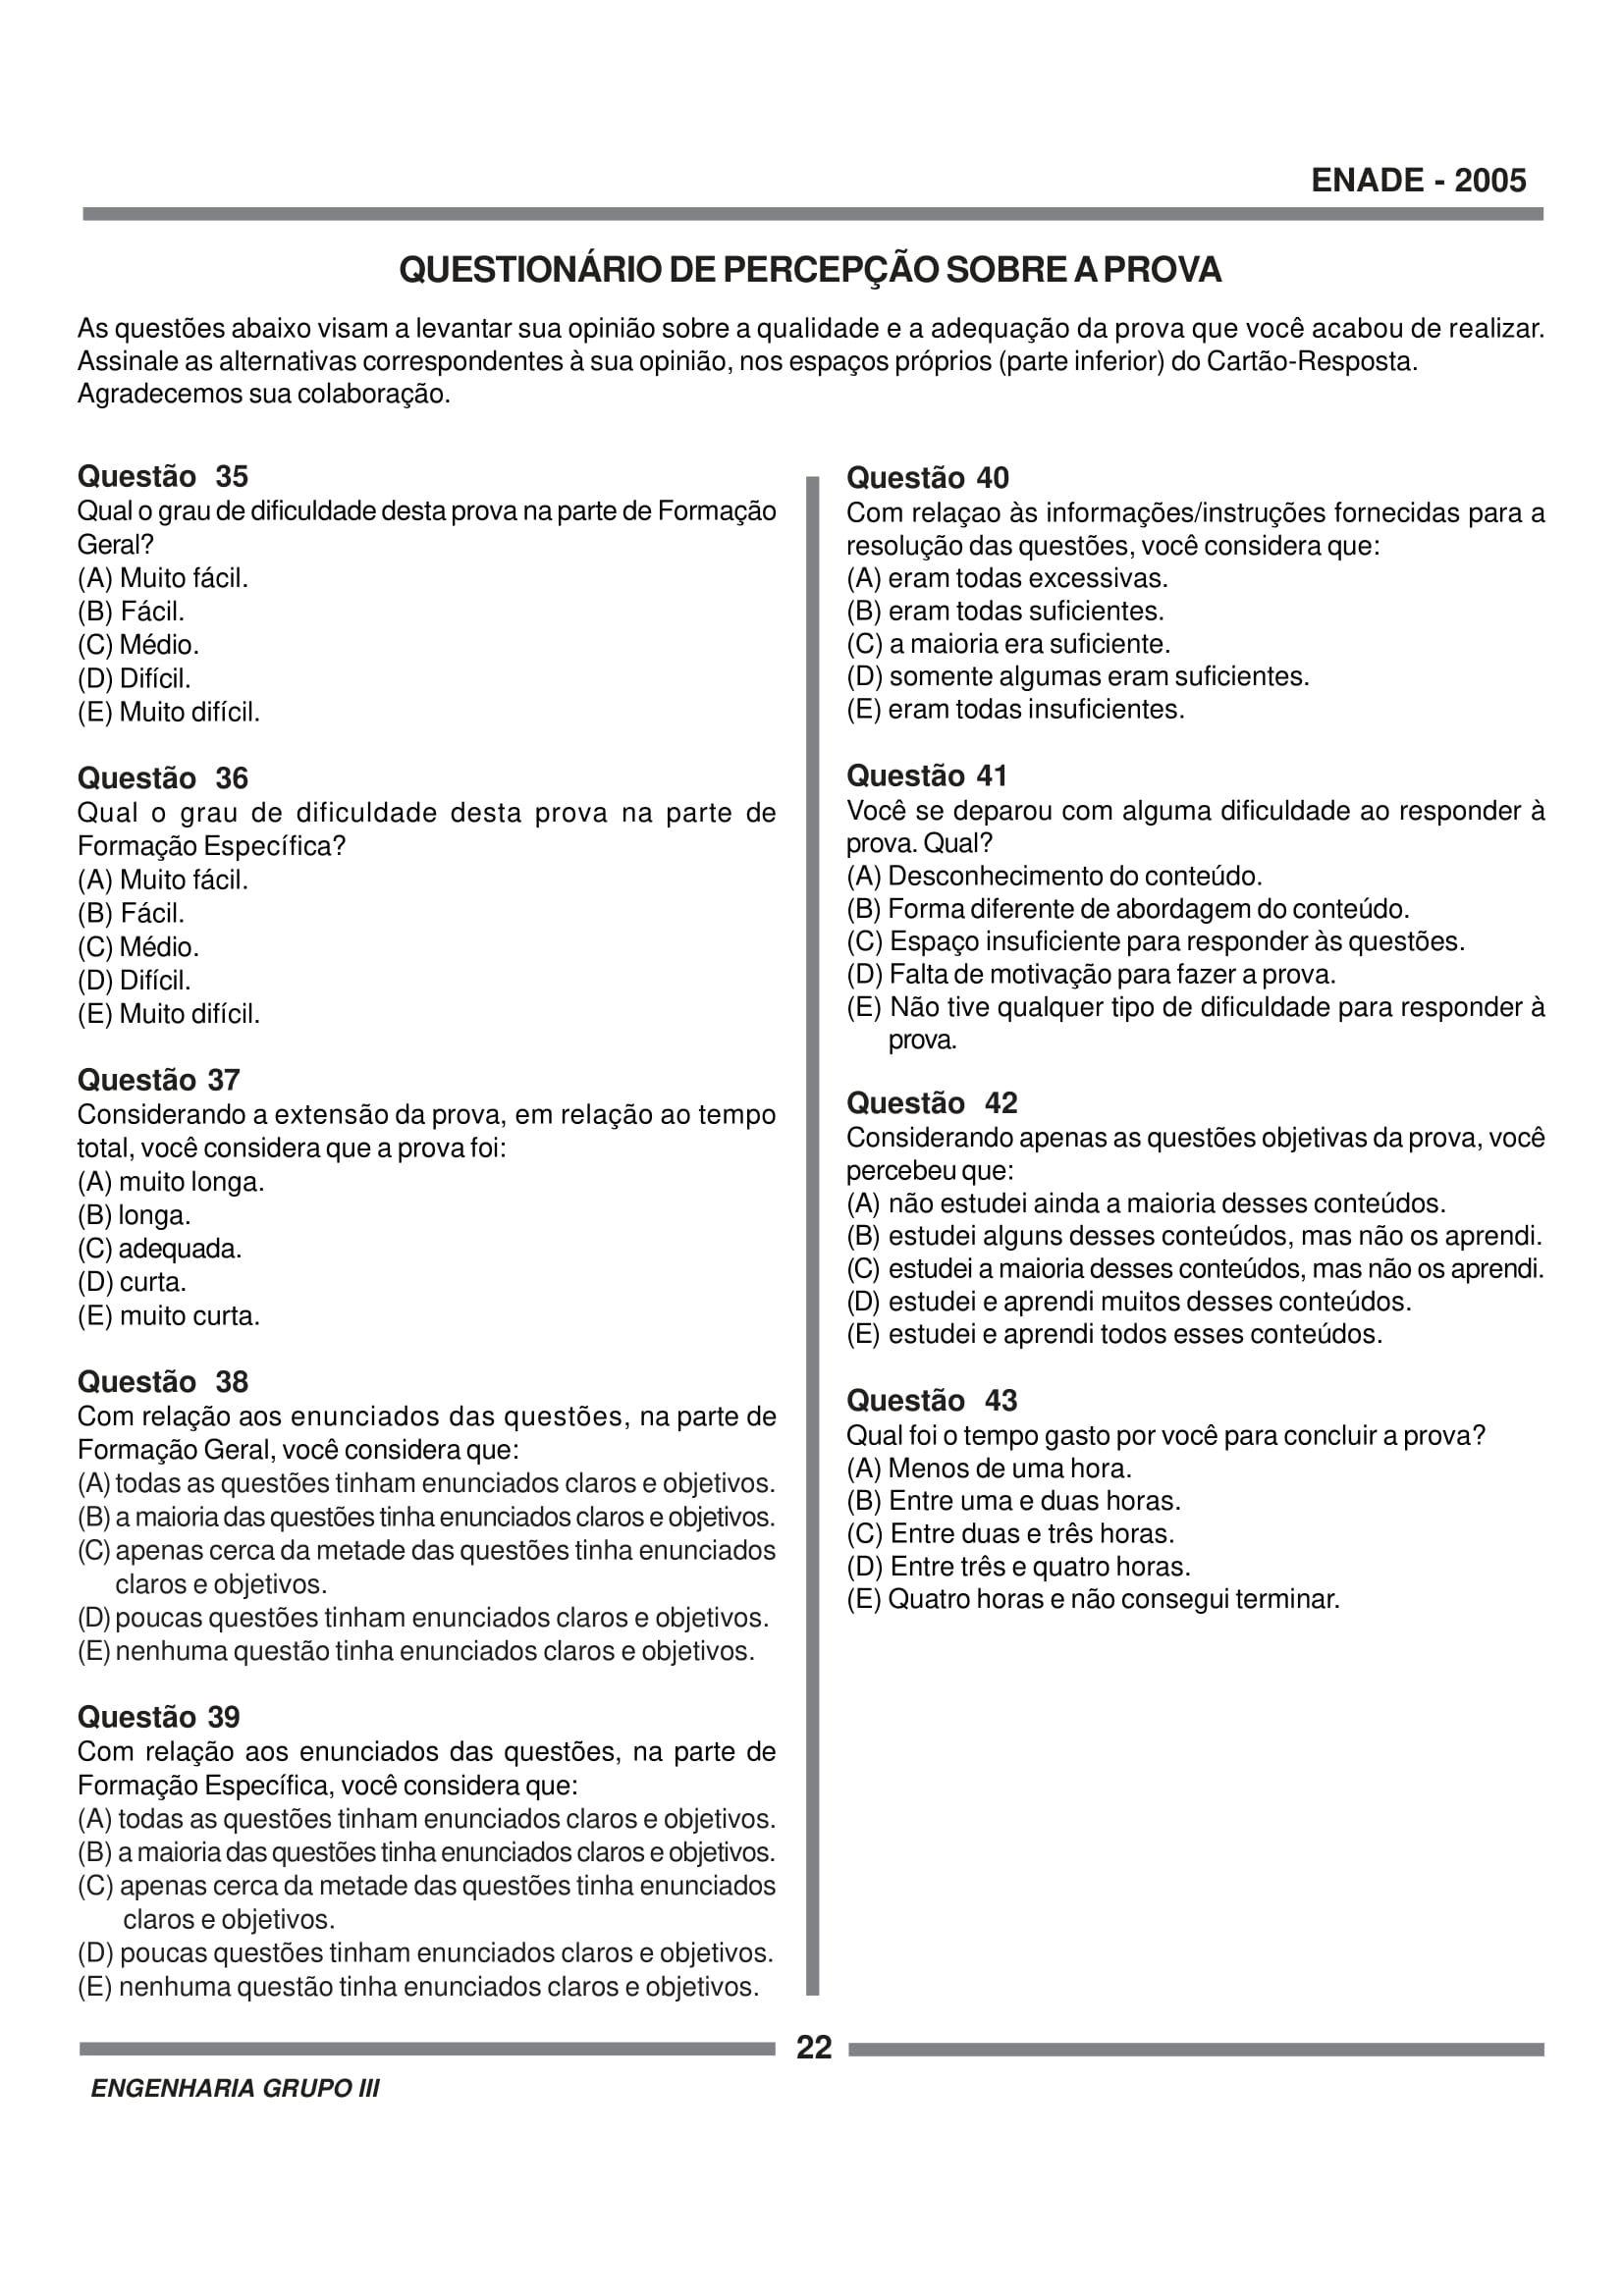 ENADE - 2005
QUESTIONÁRIO DE PERCEPÇÃO SOBRE A PROVA
As questões abaixo visam a levantar sua opinião sobre a qualidade e a adequação da prova que você acabou de realizar.
Assinale as alternativas correspondentes à sua opinião, nos espaços próprios (parte inferior) do Cartão-Resposta.
Agradecemos sua colaboração.
Questão 35
Qual o grau de dificuldade desta prova na parte de Formação
Geral?
(A) Muito fácil.
(B) Fácil.
(C) Médio.
(D) Difícil.
(E) Muito difícil.
Questão 36
Qual o grau de dificuldade desta prova na parte de
Formação Específica?
(A) Muito fácil.
(B) Fácil.
(C) Médio.
(D) Difícil.
(E) Muito difícil.
Questão 37
Considerando a extensão da prova, em relação ao tempo
total, você considera que a prova foi:
(A) muito longa.
(B) longa.
(C) adequada.
(D) curta.
(E) muito curta.
Questão 38
Com relação aos enunciados das questões, na parte de
Formação Geral, você considera que:
(A) todas as questões tinham enunciados claros e objetivos.
(B) a maioria das questões tinha enunciados claros e objetivos.
(C) apenas cerca da metade das questões tinha enunciados
claros e objetivos.
(D) poucas questões tinham enunciados claros e objetivos.
(E) nenhuma questão tinha enunciados claros e objetivos.
Questão 39
Com relação aos enunciados das questões, na parte de
Formação Específica, você considera que:
(A) todas as questões tinham enunciados claros e objetivos.
(B) a maioria das questões tinha enunciados claros e objetivos.
(C) apenas cerca da metade das questões tinha enunciados
claros e objetivos.
(D) poucas questões tinham enunciados claros e objetivos.
(E) nenhuma questão tinha enunciados claros e objetivos.
Questão 40
Com relaçao às informações/instruções fornecidas para a
resolução das questões, você considera que:
(A) eram todas excessivas.
(B) eram todas suficientes.
(C) a maioria era suficiente.
(D) somente algumas eram suficientes.
(E) eram todas insuficientes.
Questão 41
Você se deparou com alguma dificuldade ao responder à
prova. Qual?
(A) Desconhecimento do conteúdo.
(B) Forma diferente de abordagem do conteúdo.
(C) Espaço insuficiente para responder às questões.
(D) Falta de motivação para fazer a prova.
(E) Não tive qualquer tipo de dificuldade para responder à
prova.
Questão 42
Considerando apenas as questões objetivas da prova, você
percebeu que:
(A) não estudei ainda a maioria desses conteúdos.
(B) estudei alguns desses conteúdos, mas não os aprendi.
(C) estudei a maioria desses conteúdos, mas não os aprendi.
(D) estudei e aprendi muitos desses conteúdos.
(E) estudei e aprendi todos esses conteúdos.
Questão 43
Qual foi o tempo gasto por você para concluir a prova?
(A) Menos de uma hora.
(B) Entre uma e duas horas.
(C) Entre duas e três horas.
(D) Entre três e quatro horas.
(E) Quatro horas e não consegui terminar.
22
ENGENHARIA GRUPO III